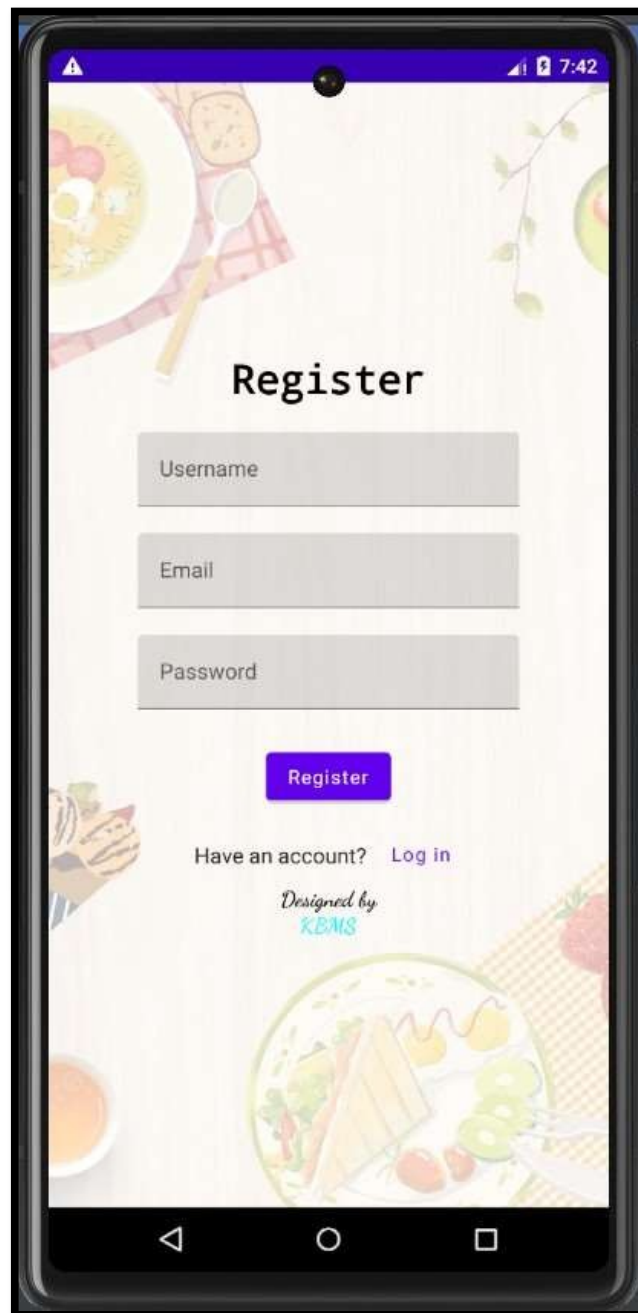 7:42
Register
Username
Email
Password
Register
Have an account? Log in
Designed by
KBMS